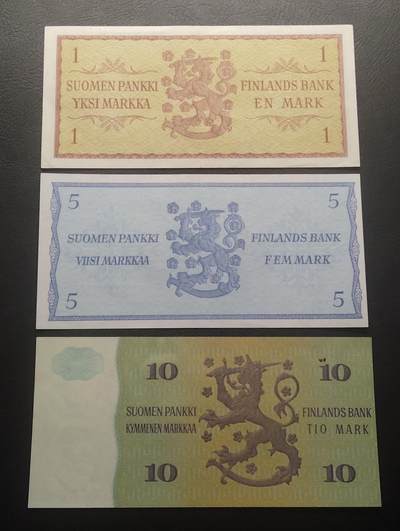 1 1
SUOMEN PANKKI FINLANDS BANK
YKSI MARKKA EN MARK
1 1
5 5
SUOMEN PANKKI FINLANDS BANK
VIISI MARKKAA FEM MARK
5 5
10 10
SUOMEN PANKKI FINLANDS BANK
KYMMENEN MARKKAA TIO MARK
10 10